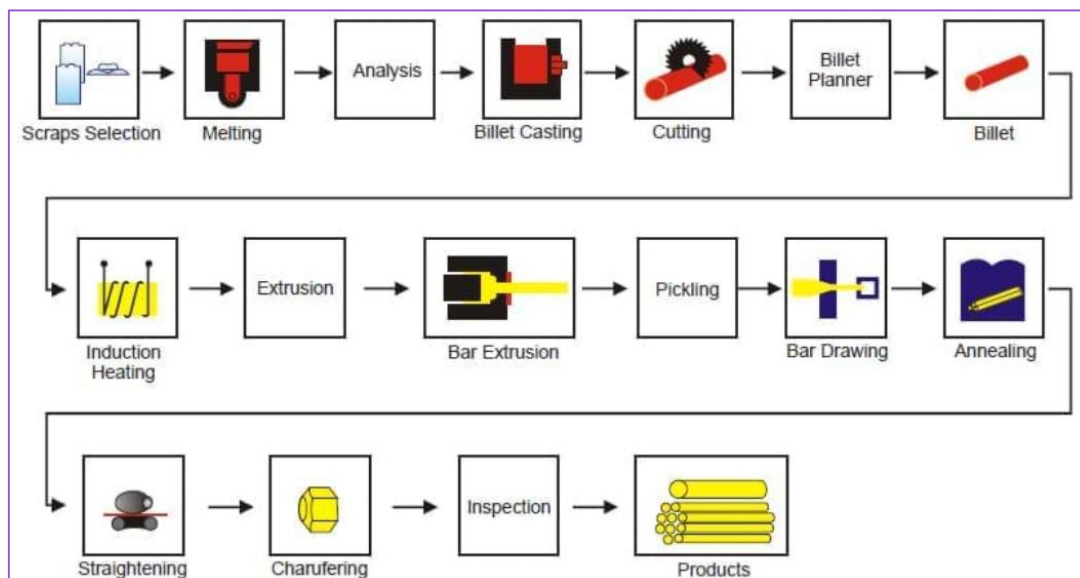 Scraps Selection
Melting
Analysis
Billet Casting
Cutting
Billet
Planner
Billet
Induction
Heating
Extrusion
Bar Extrusion
Pickling
Bar Drawing
Annealing
Straightening
Charufering
Inspection
Products